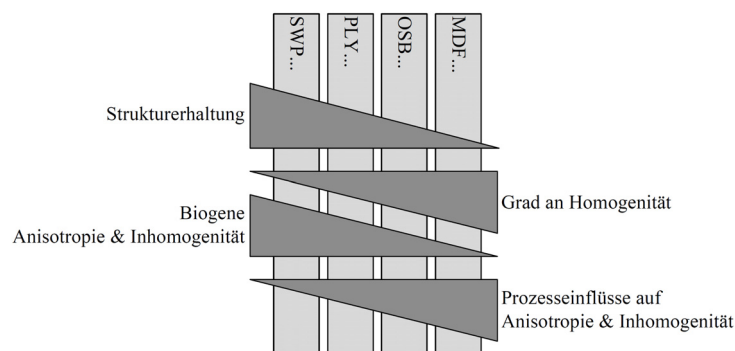 SWP...
PLY...
OSB...
MDF....
Strukturerhaltung
Grad an Homogenität
Biogene
Anisotropie & Inhomogenität
Prozesseinflüsse auf
Anisotropie & Inhomogenität